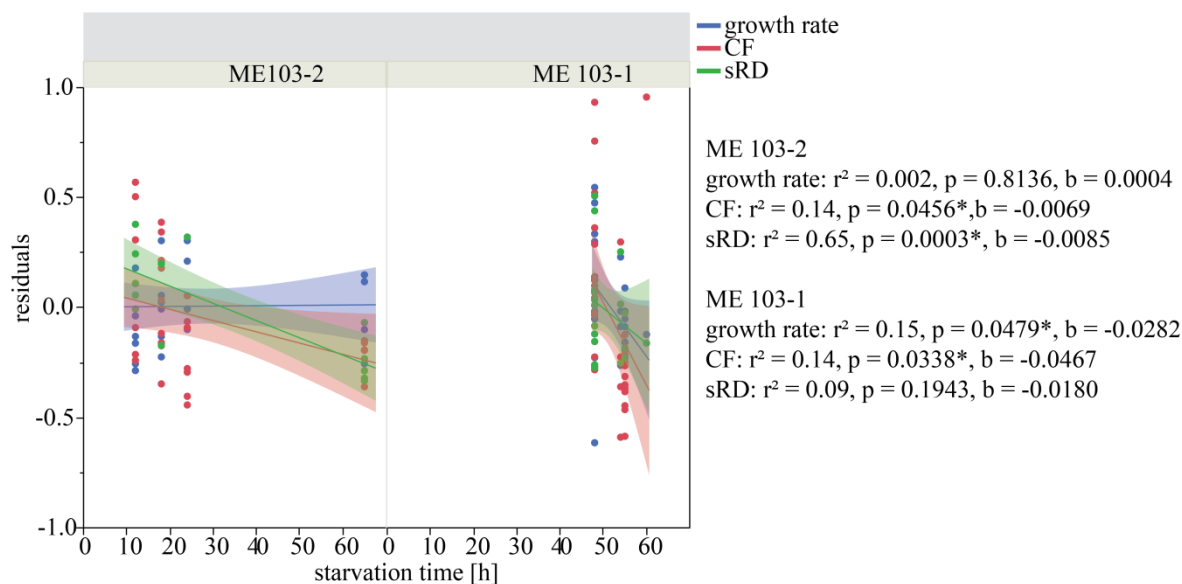 growth rate
CF
sRD
ME103-2 ME 103-1
1.0
0.5
0.0
-0.5
-1.0
residuals
0 10 20 30 40 50 60 0 10 20 30 40 50 60
starvation time [h]
ME 103-2
growth rate: r² = 0.002, p = 0.8136, b = 0.0004
CF: r² = 0.14, p = 0.0456*,b = -0.0069
sRD: r² = 0.65, p = 0.0003*, b = -0.0085
ME 103-1
growth rate: r² = 0.15, p = 0.0479*, b = -0.0282
CF: r² = 0.14, p = 0.0338*, b = -0.0467
sRD: r² = 0.09, p = 0.1943, b = -0.0180